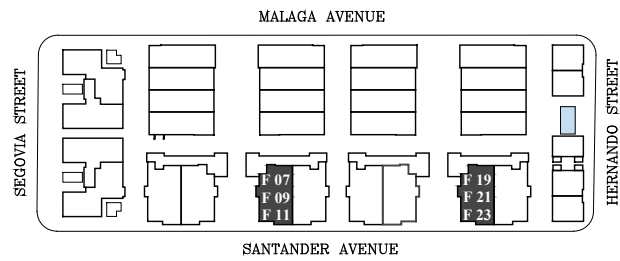 MALAGA AVENUE
SEGOVIA STREET
HERNANDO STREET
F 07
F 09
F 11
F 19
F 21
F 23
SANTANDER AVENUE